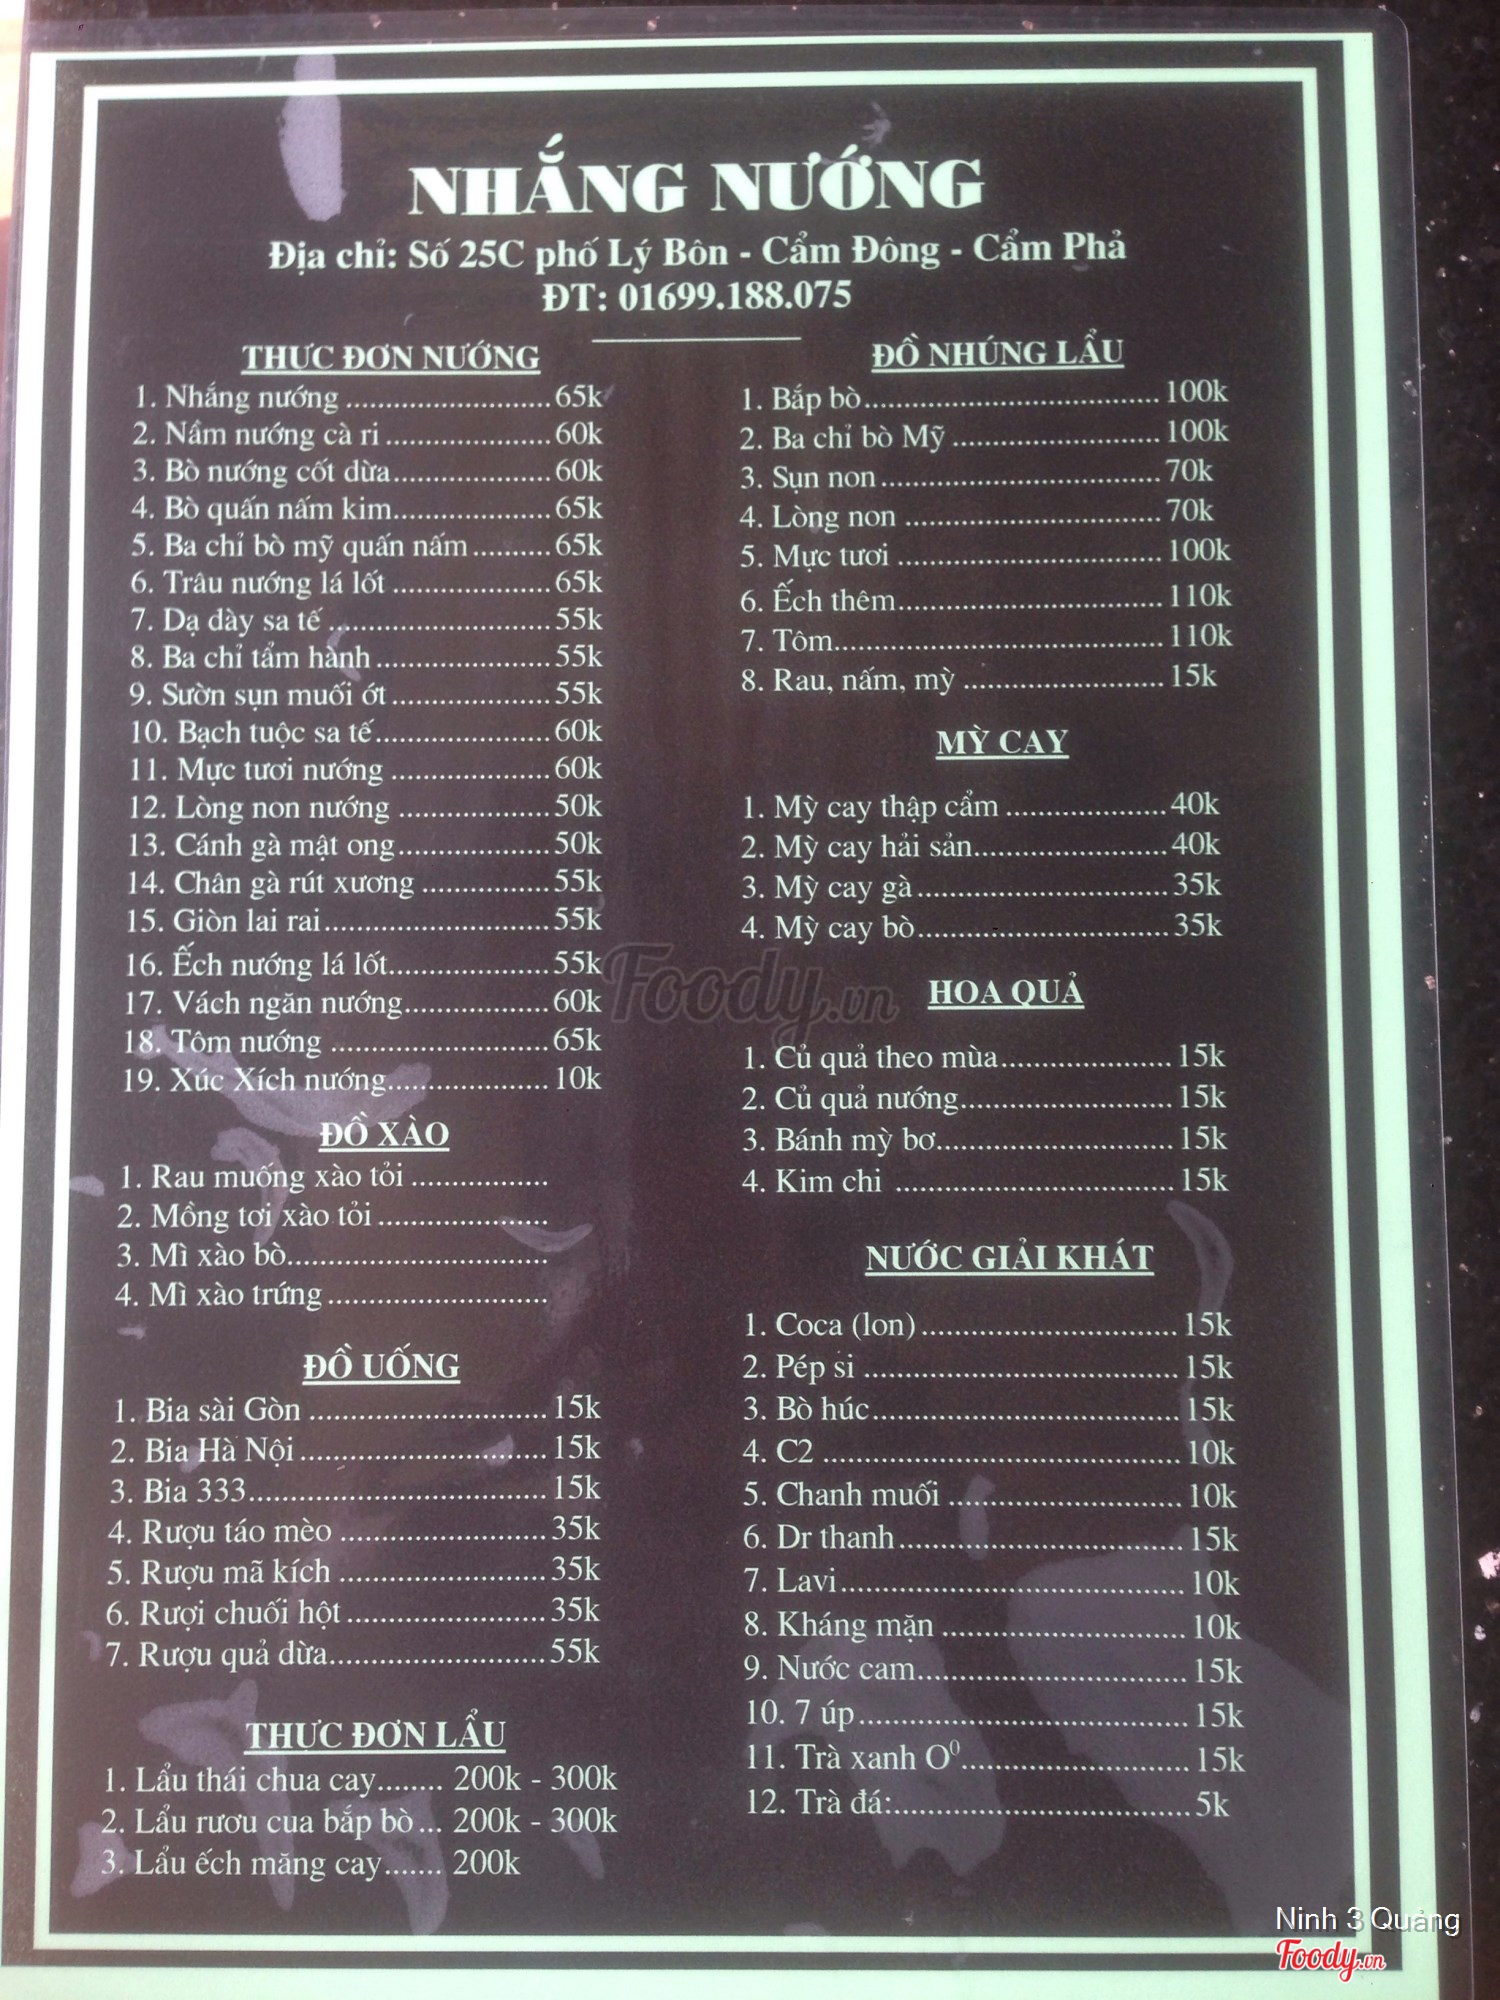 NHẮNG NƯỚNG
Địa chỉ: Số 25C phố Lý Bôn - Cẩm Đông - Cẩm Phả
ĐT: 01699.188.075
THỰC ĐƠN NƯỚNG
1. Nhắng nướng ......................... 65k
2. Nầm nướng cà ri .................... 60k
3. Bò nướng cốt dừa................... 60k
4. Bò quấn nấm kim................... 65k
5. Ba chỉ bò mỹ quấn nấm .......... 65k
6. Trâu nướng lá lốt ................... 65k
7. Dạ dày sa tế ........................... 55k
8. Ba chỉ tẩm hành ..................... 55k
9. Sườn sụn muối ớt ................... 55k
10. Bạch tuộc sa tế..................... 60k
11. Mực tươi nướng ................... 60k
12. Lòng non nướng .................. 50k
13. Cánh gà mật ong................... 50k
14. Chân gà rút xương ................ 55k
15. Giòn lai rai........................... 55k
16. Ếch nướng lá lốt................... 55k
17. Vách ngăn nướng.................. 60k
18. Tôm nướng .......................... 65k
19. Xúc Xích nướng.................... 10k
ĐỒ XÀO
1. Rau muống xào tỏi .................
2. Mồng tơi xào tỏi .....................
3. Mì xào bò................................
4. Mì xào trứng ...........................
ĐỒ UỐNG
1. Bia sài Gòn ............................. 15k
2. Bia Hà Nội .............................. 15k
3. Bia 333.................................... 15k
4. Rượu táo mèo ......................... 35k
5. Rượu mã kích ......................... 35k
6. Rượi chuối hột ........................ 35k
7. Rượu quả dừa.......................... 55k
THỰC ĐƠN LẨU
1. Lẩu thái chua cay........ 200k - 300k
2. Lẩu rươu cua bắp bò ... 200k - 300k
3. Lẩu ếch măng cay....... 200k
ĐỒ NHÚNG LẨU
1. Bắp bò.................................... 100k
2. Ba chỉ bò Mỹ ......................... 100k
3. Sụn non .................................. 70k
4. Lòng non ............................... 70k
5. Mực tươi ................................ 100k
6. Ếch thêm................................ 110k
7. Tôm........................................ 110k
8. Rau, nấm, mỳ ........................ 15k
MỲ CAY
1. Mỳ cay thập cẩm .................... 40k
2. Mỳ cay hải sản........................ 40k
3. Mỳ cay gà ............................... 35k
4. Mỳ cay bò............................... 35k
HOA QUẢ
1. Củ quả theo mùa..................... 15k
2. Củ quả nướng.......................... 15k
3. Bánh mỳ bơ............................. 15k
4. Kim chi .................................. 15k
NƯỚC GIẢI KHÁT
1. Coca (lon) ............................... 15k
2. Pép si ...................................... 15k
3. Bò húc..................................... 15k
4. C2 ........................................... 10k
5. Chanh muối ............................ 10k
6. Dr thanh.................................. 15k
7. Lavi......................................... 10k
8. Kháng mặn ............................. 10k
9. Nước cam................................ 15k
10. 7 úp....................................... 15k
11. Trà xanh O⁰........................... 15k
12. Trà đá:................................... 5k
Foody.vn
Ninh 3 Quảng
Foody.vn